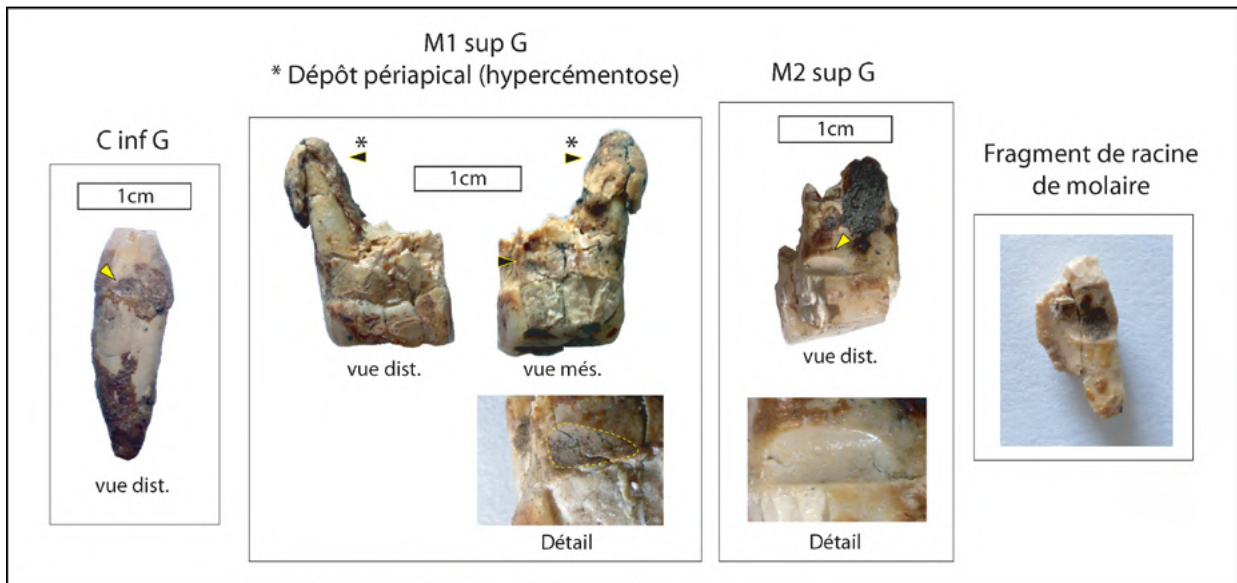 C inf G
1cm
vue dist.
M1 sup G
* Dépôt périapical (hypercémentose)
*
*
1cm
vue dist.
vue més.
Détail
M2 sup G
1cm
vue dist.
Détail
Fragment de racine
de molaire